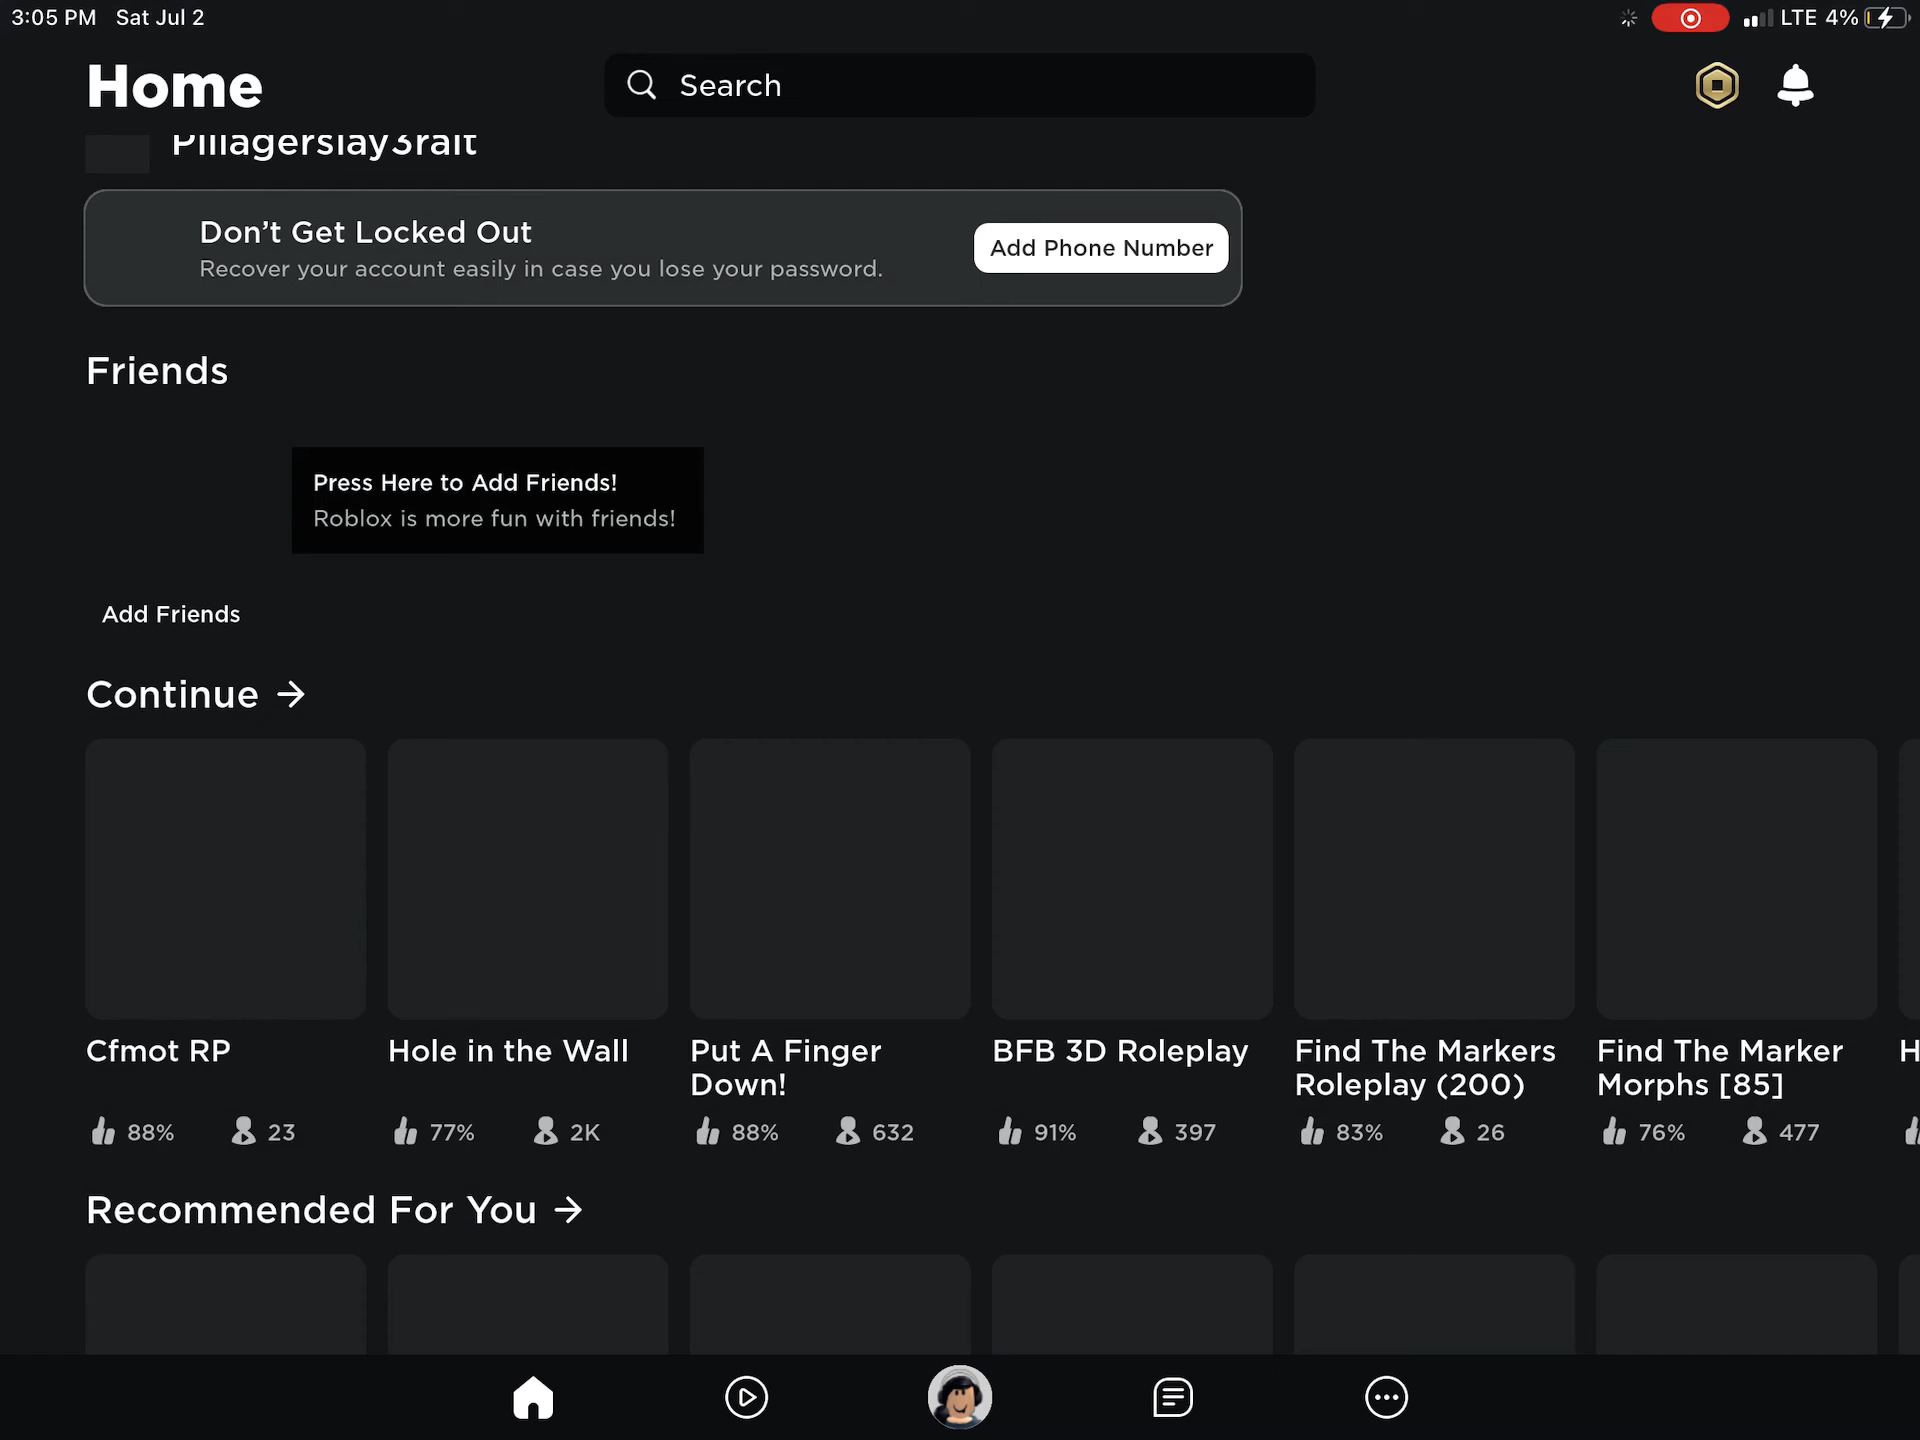 3:05 PM Sat Jul 2
LTE 4%
Home
Search
Pillagerslay3rait
Don't Get Locked Out
Recover your account easily in case you lose your password.
Add Phone Number
Friends
Press Here to Add Friends!
Roblox is more fun with friends!
Add Friends
Continue →
Cfmot RP
88% 23
Hole in the Wall
77% 2K
Put A Finger
Down!
88% 632
BFB 3D Roleplay
91% 397
Find The Markers
Roleplay (200)
83% 26
Find The Marker
Morphs [85]
76% 477
H
Recommended For You →